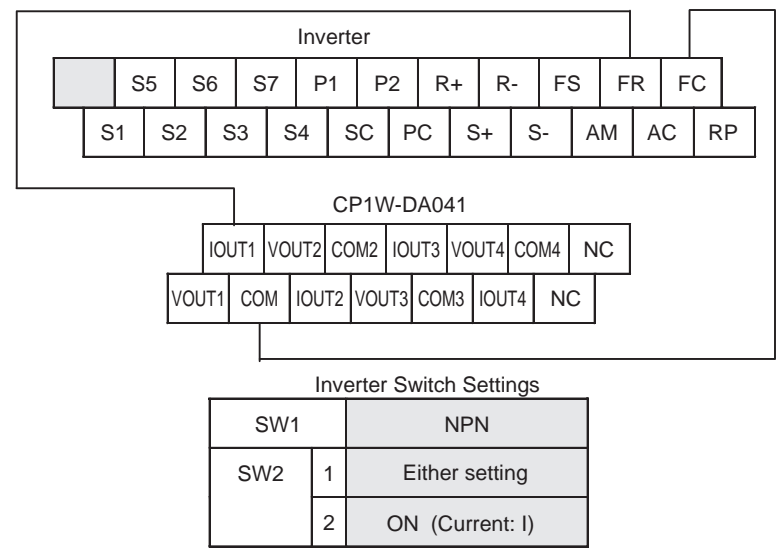 Inverter
S5 S6 S7 P1 P2 R+ R- FS FR FC
S1 S2 S3 S4 SC PC S+ S- AM AC RP
CP1W-DA041
IOUT1 VOUT2 COM2 IOUT3 VOUT4 COM4 NC
VOUT1 COM IOUT2 VOUT3 COM3 IOUT4 NC
Inverter Switch Settings
SW1 NPN
SW2 1 Either setting
2 ON (Current: I)